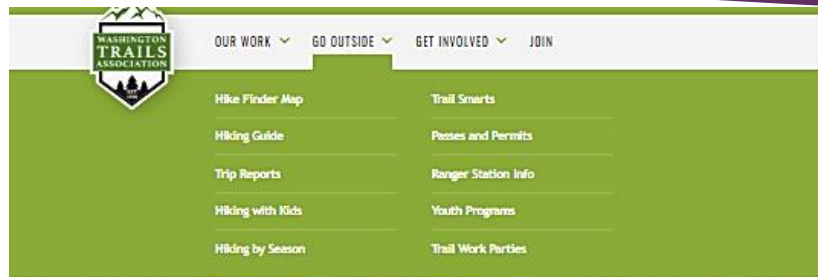 WASHINGTON
TRAILS
ASSOCIATION
OUR WORK GO OUTSIDE GET INVOLVED JOIN
Hike Finder Map
Hiking Guide
Trip Reports
Hiking with Kids
Hiking by Season
Trail Smarts
Passes and Permits
Ranger Station Info
Youth Programs
Trail Work Parties